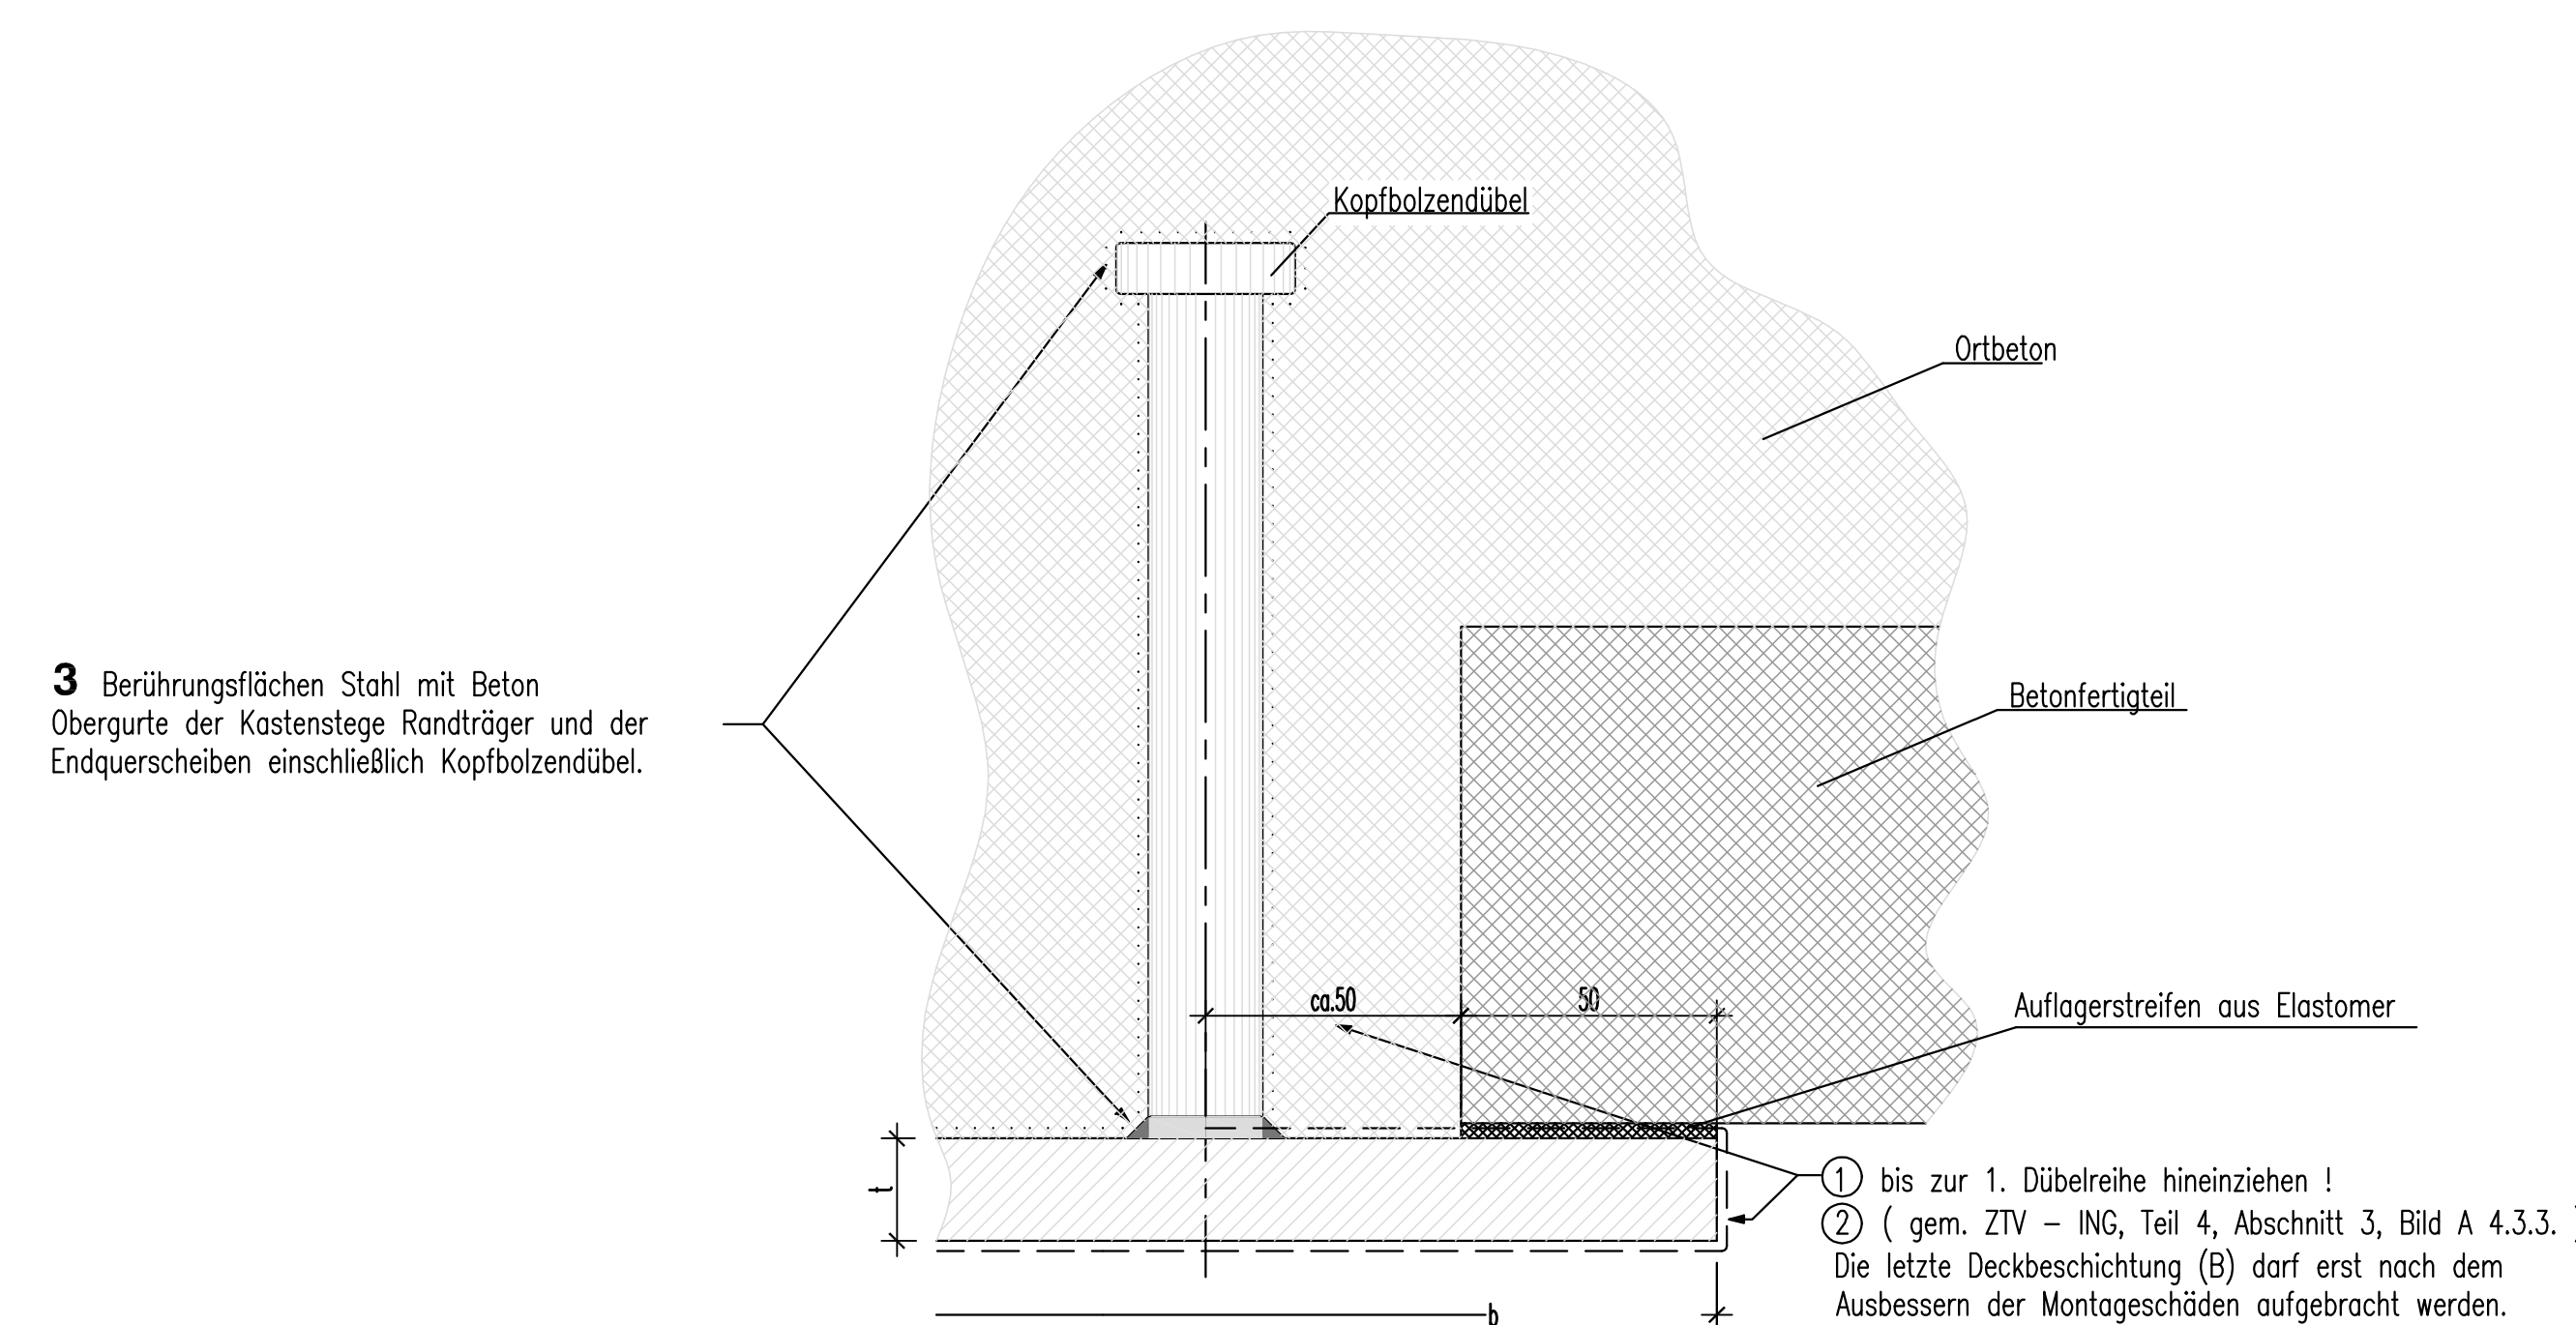 Kopfbolzendübel
Ortbeton
3 Berührungsflächen Stahl mit Beton
Obergurte der Kastenstege Randträger und der
Endquerscheiben einschließlich Kopfbolzendübel.
Betonfertigteil
ca.50
50
Auflagerstreifen aus Elastomer
t
1 bis zur 1. Dübelreihe hineinziehen !
2 ( gem. ZTV – ING, Teil 4, Abschnitt 3, Bild A 4.3.3. )
Die letzte Deckbeschichtung (B) darf erst nach dem
Ausbessern der Montageschäden aufgebracht werden.
b